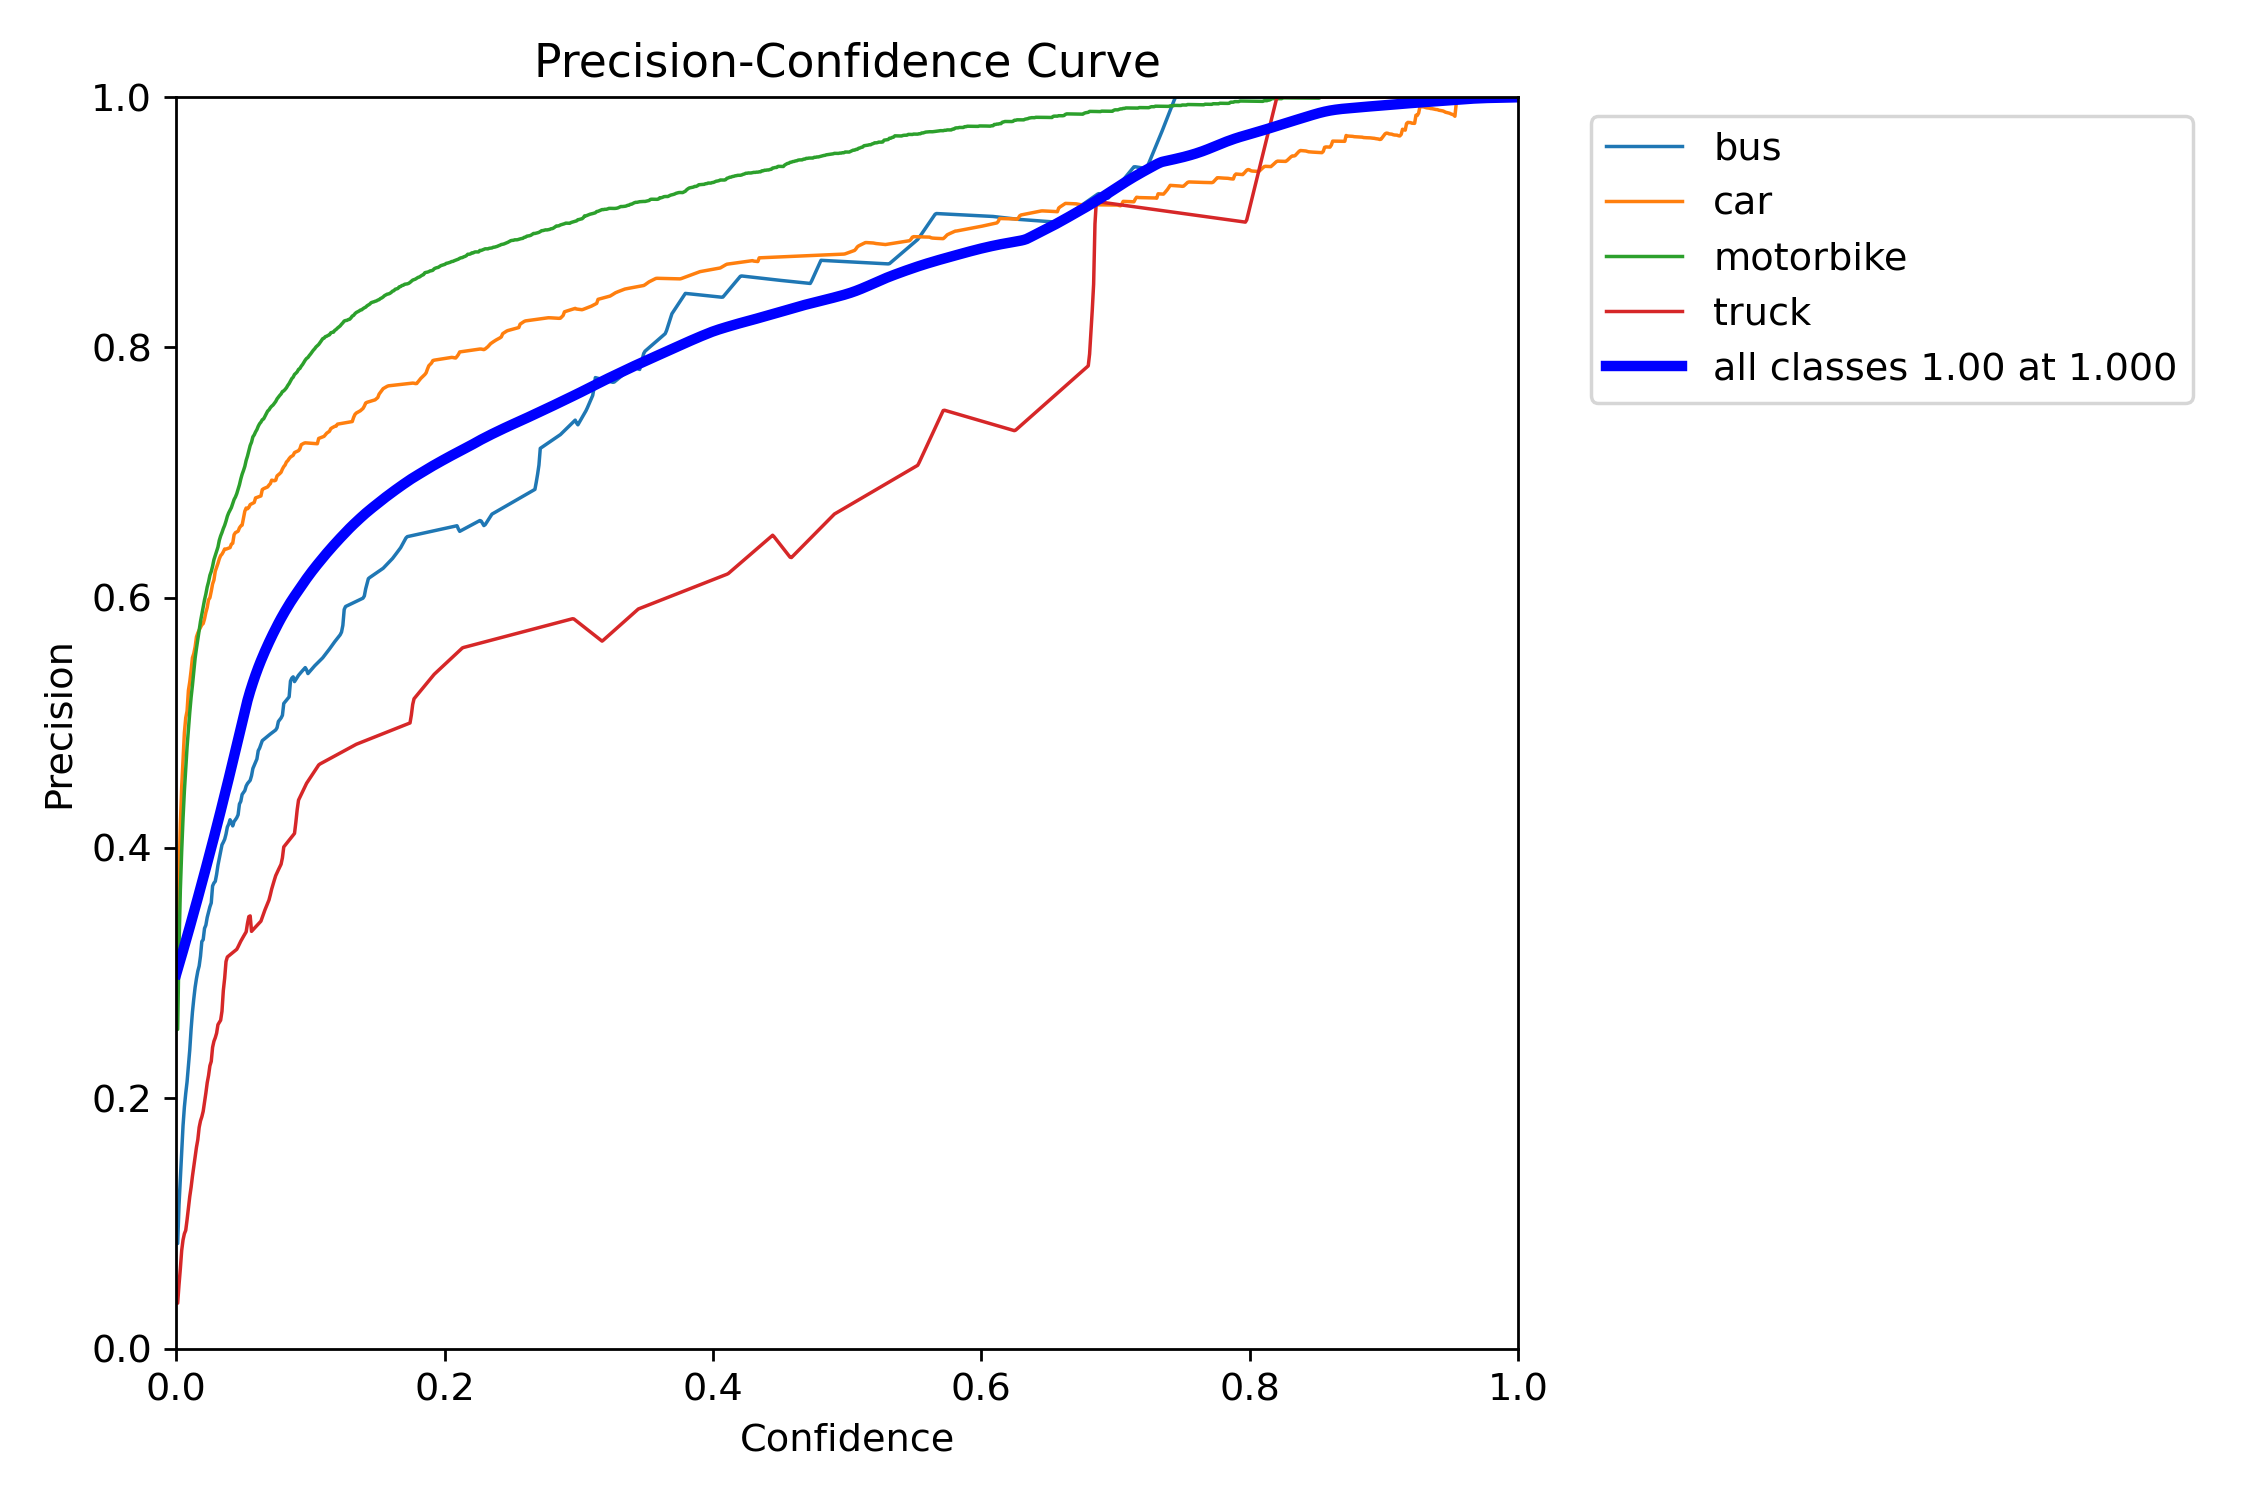 Precision-Confidence Curve
1.0
0.8
0.6
0.4
0.2
0.0
Precision
0.0 0.2 0.4 0.6 0.8 1.0
Confidence
bus
car
motorbike
truck
all classes 1.00 at 1.000